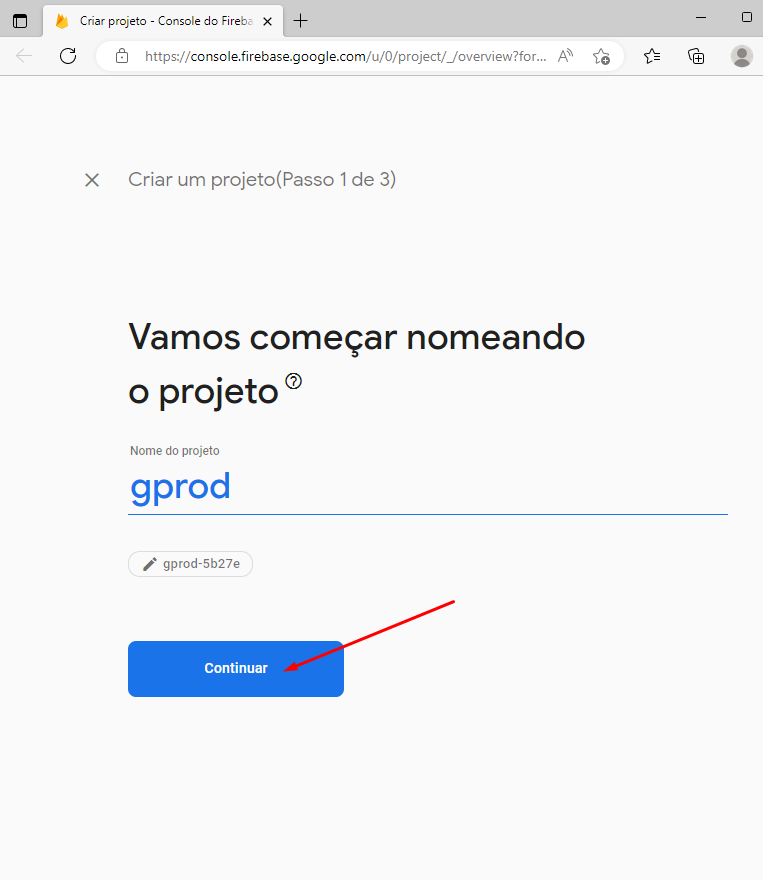 Criar projeto - Console do Fireba
https://console.firebase.google.com/u/0/project/_/overview?for...
Criar um projeto(Passo 1 de 3)
Vamos começar nomeando
o projeto
Nome do projeto
gprod
gprod-5b27e
Continuar